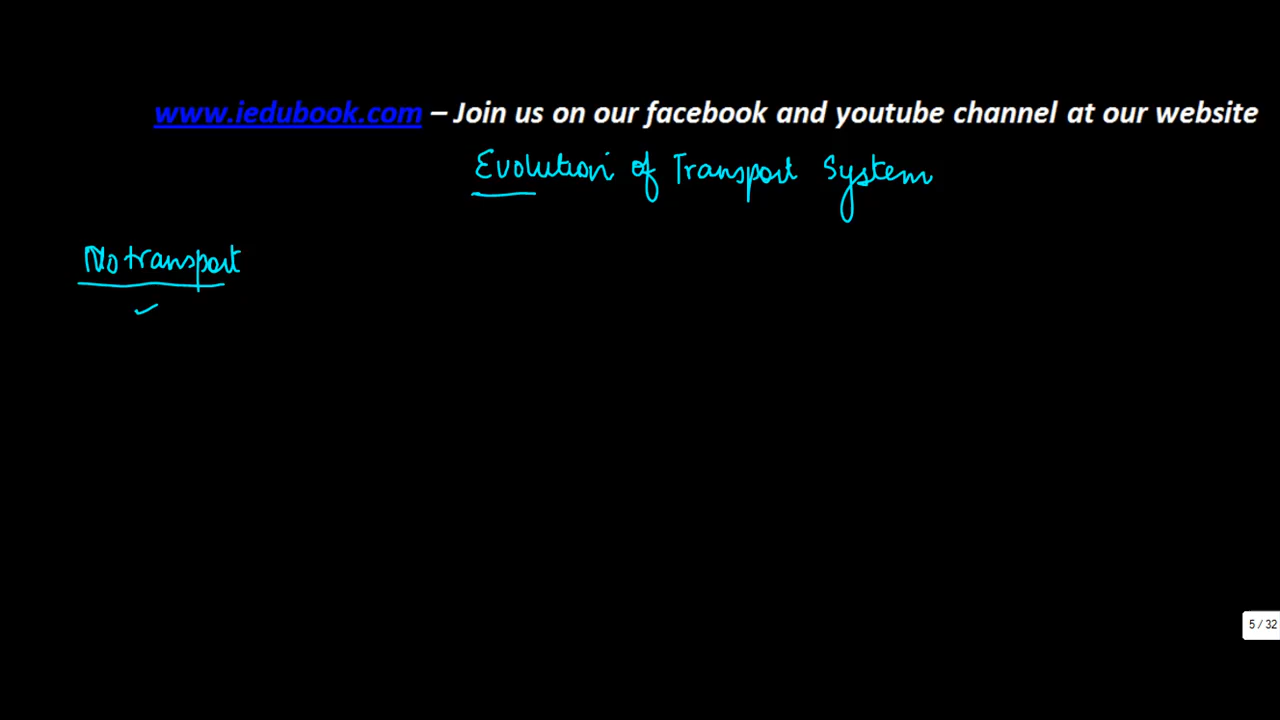 www.iedubook.com – Join us on our facebook and youtube channel at our website
Evolution of Transport System
No transport
5 / 32